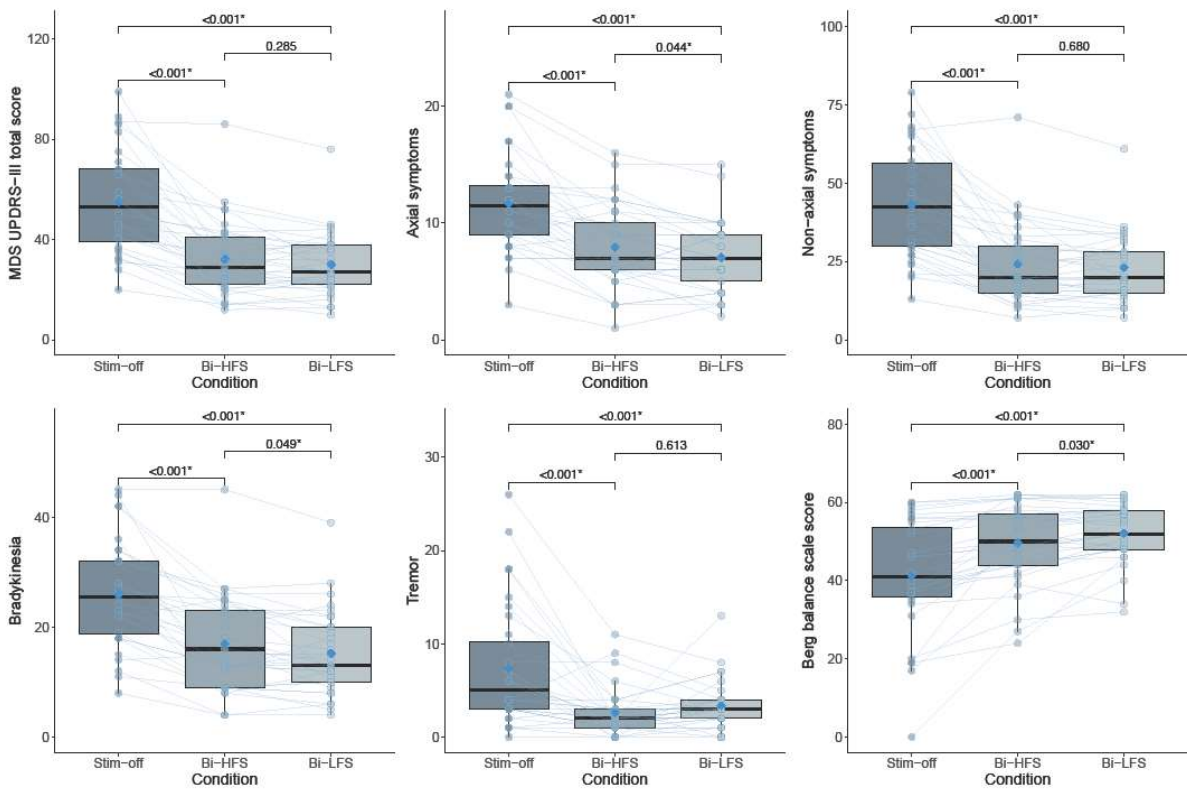 <0.001*
0.285
<0.001*
MDS UPDRS-III total score
120
80
40
0
Stim-off
Bi-HFS
Bi-LFS
Condition
<0.001*
0.044*
<0.001*
Axial symptoms
20
10
0
Stim-off
Bi-HFS
Bi-LFS
Condition
<0.001*
0.680
<0.001*
Non-axial symptoms
100
75
50
25
0
Stim-off
Bi-HFS
Bi-LFS
Condition
<0.001*
0.049*
<0.001*
Bradykinesia
40
20
0
Stim-off
Bi-HFS
Bi-LFS
Condition
<0.001*
0.613
<0.001*
Tremor
30
20
10
0
Stim-off
Bi-HFS
Bi-LFS
Condition
<0.001*
0.030*
<0.001*
Berg balance scale score
80
60
40
20
0
Stim-off
Bi-HFS
Bi-LFS
Condition